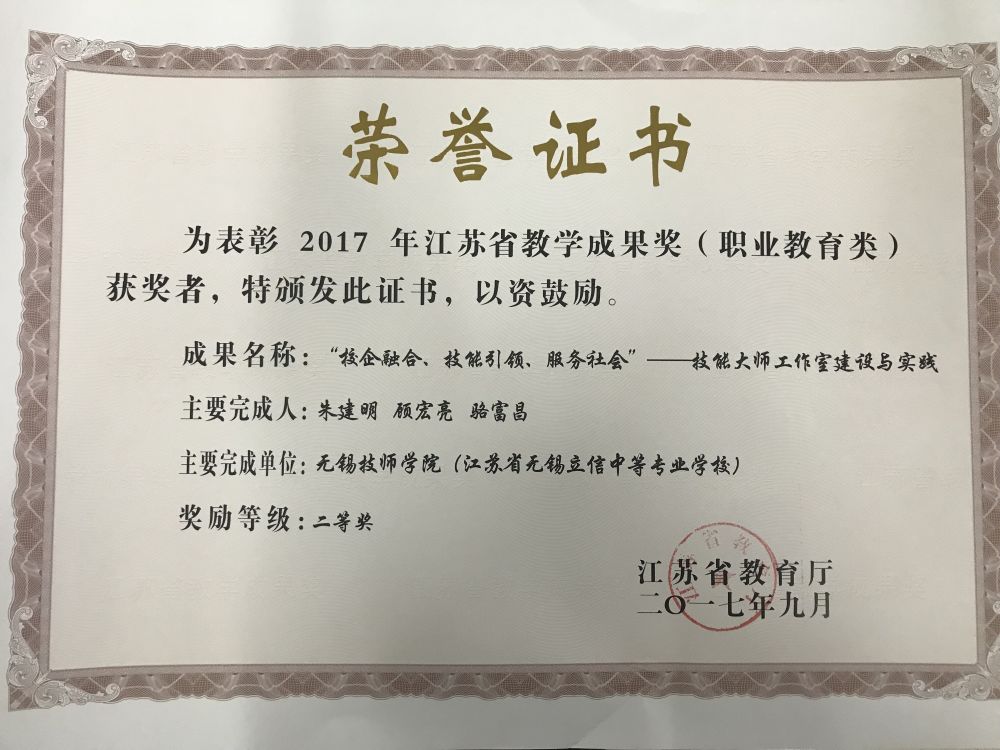 荣誉证书
为表彰 2017 年江苏省教学成果奖（职业教育类）
获奖者，特颁发此证书，以资鼓励。
成果名称：“校企融合、技能引领、服务社会”——技能大师工作室建设与实践
主要完成人：朱建明 顾宏亮 骆富昌
主要完成单位：无锡技师学院（江苏省无锡立信中等专业学校）
奖励等级：二等奖
江苏省教育厅
二〇一七年九月